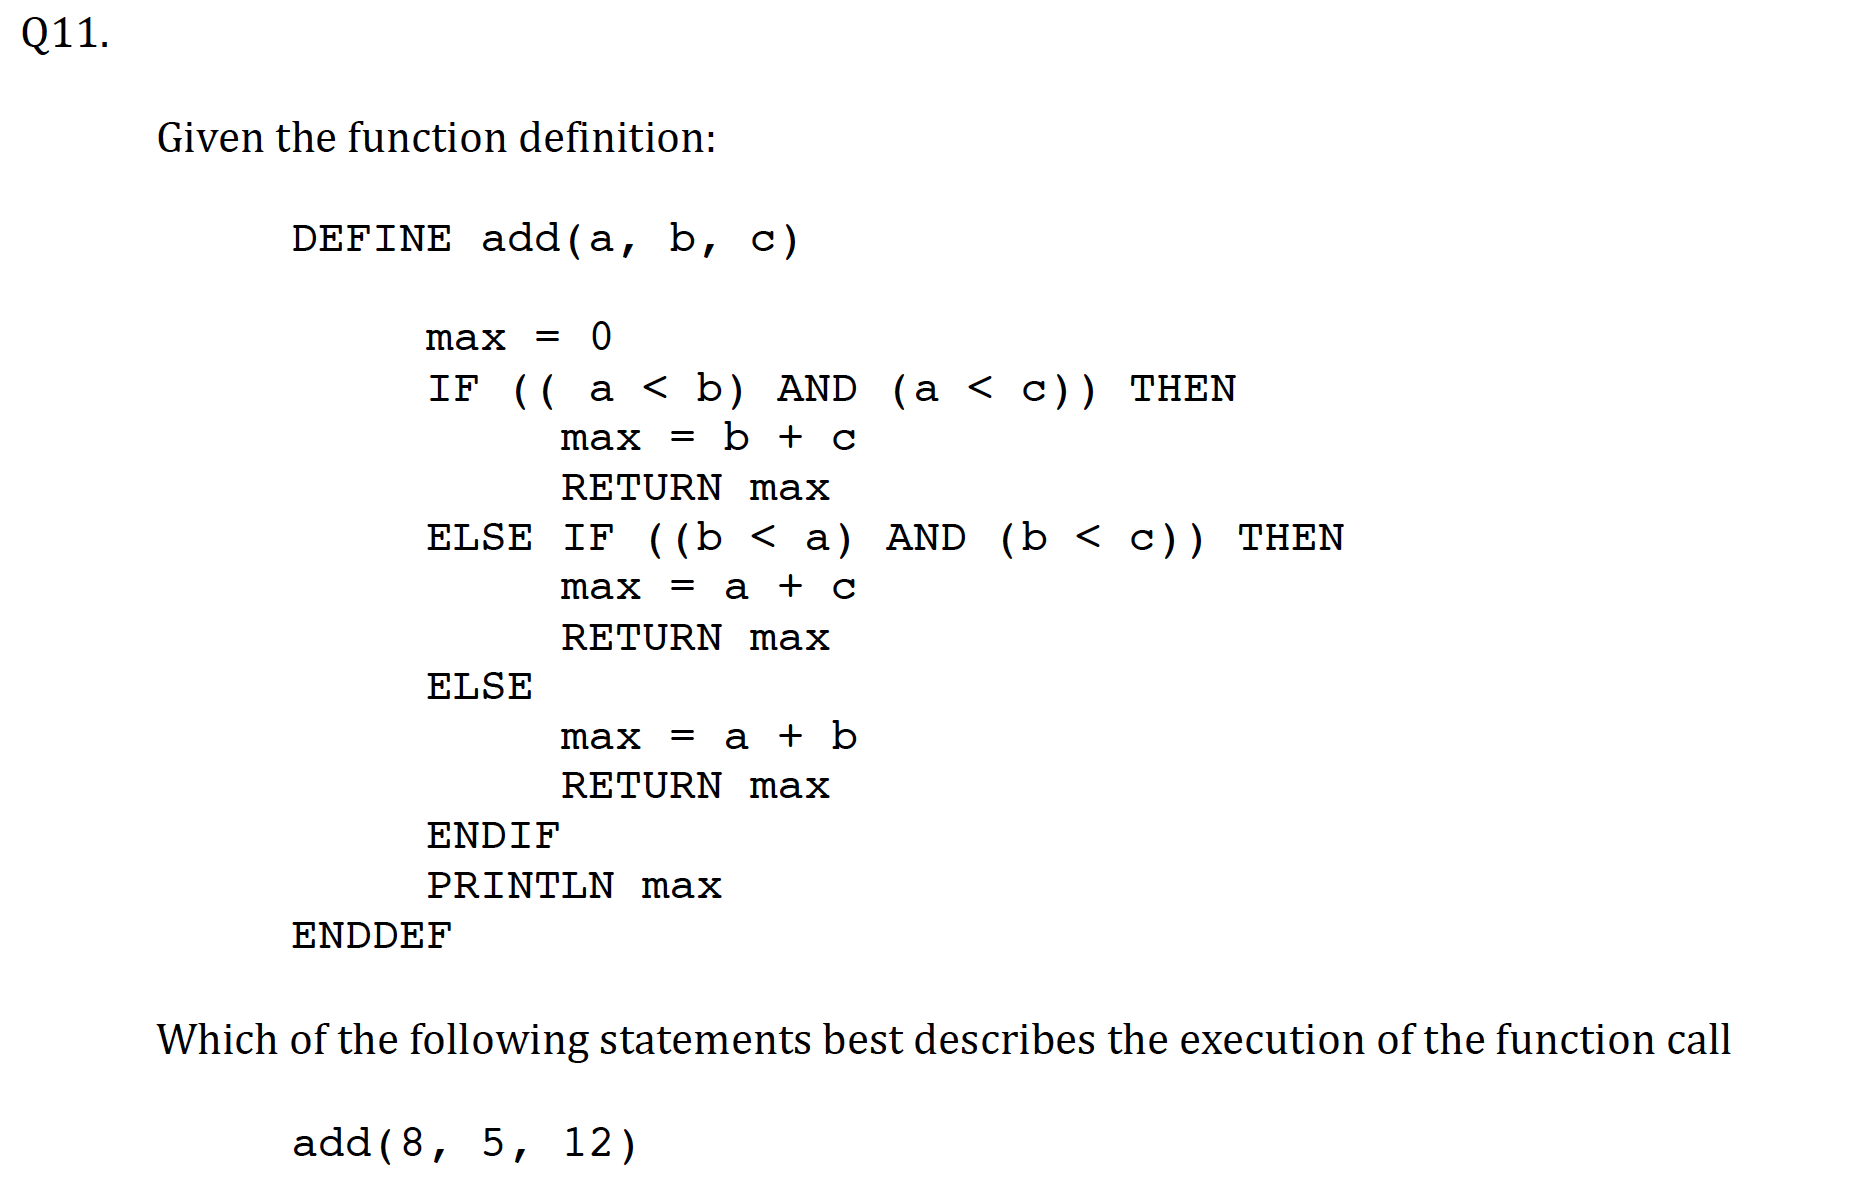 Q11.
Given the function definition:
DEFINE add(a, b, c)
max = 0
IF (( a < b) AND (a < c)) THEN
max = b + c
RETURN max
ELSE IF ((b < a) AND (b < c)) THEN
max = a + c
RETURN max
ELSE
max = a + b
RETURN max
ENDIF
PRINTLN max
ENDDEF
Which of the following statements best describes the execution of the function call
add(8, 5, 12)